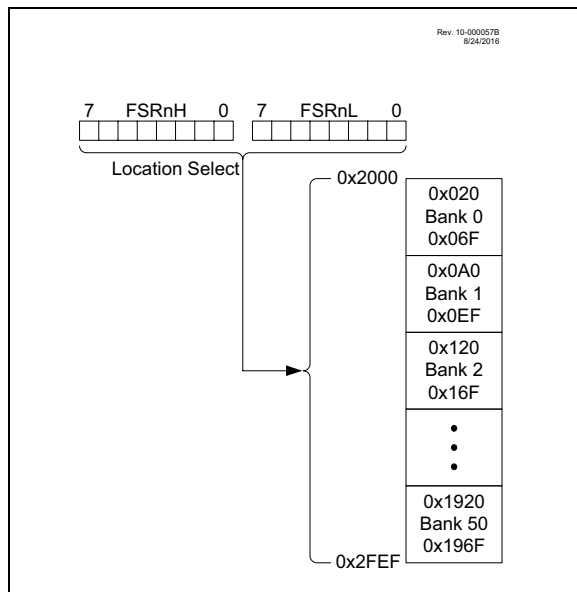 Rev. 10-000057B
8/24/2016
7 FSRnH 0 7 FSRnL 0
Location Select
0x2000
0x020
Bank 0
0x06F
0x0A0
Bank 1
0x0EF
0x120
Bank 2
0x16F
0x1920
Bank 50
0x196F
0x2FEF